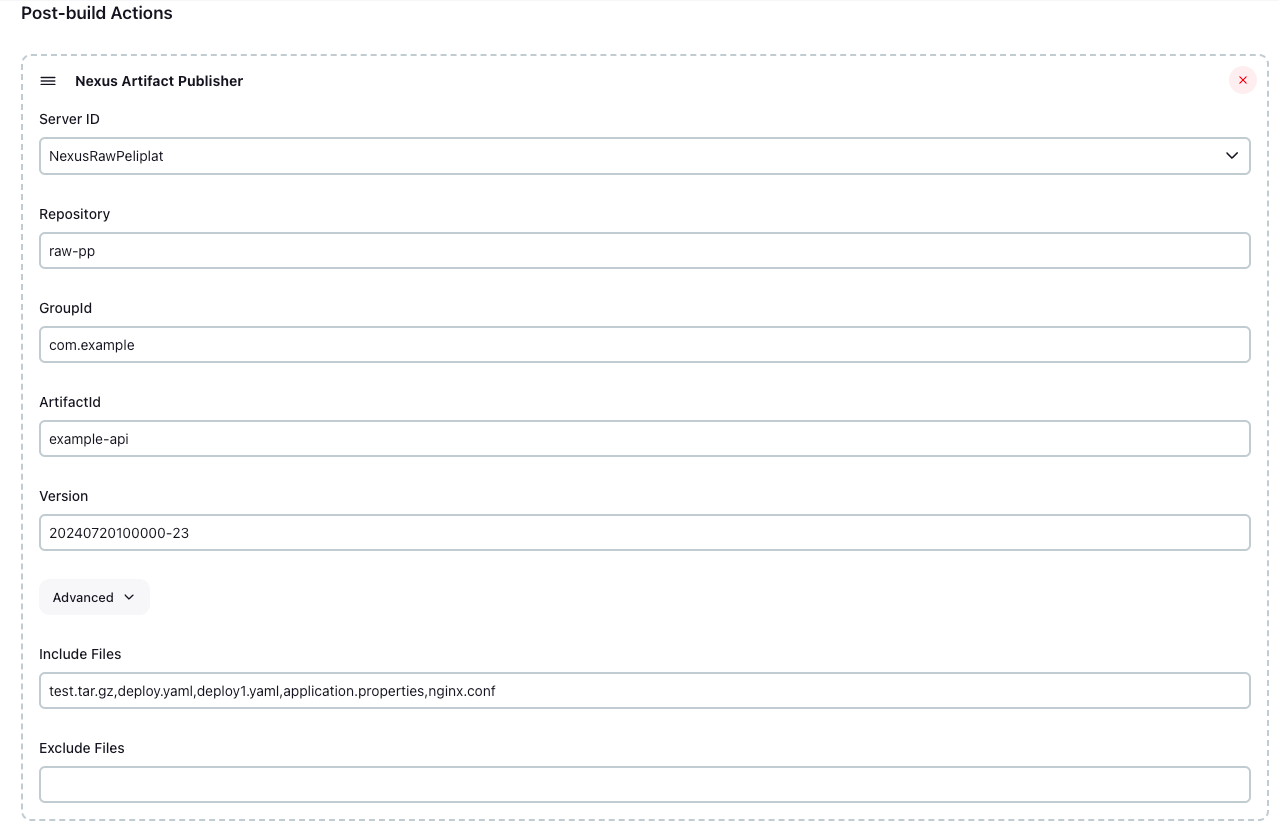 Post-build Actions
Nexus Artifact Publisher
Server ID
NexusRawPeliplat
Repository
raw-pp
GroupId
com.example
ArtifactId
example-api
Version
20240720100000-23
Advanced
Include Files
test.tar.gz,deploy.yaml,deploy1.yaml,application.properties,nginx.conf
Exclude Files